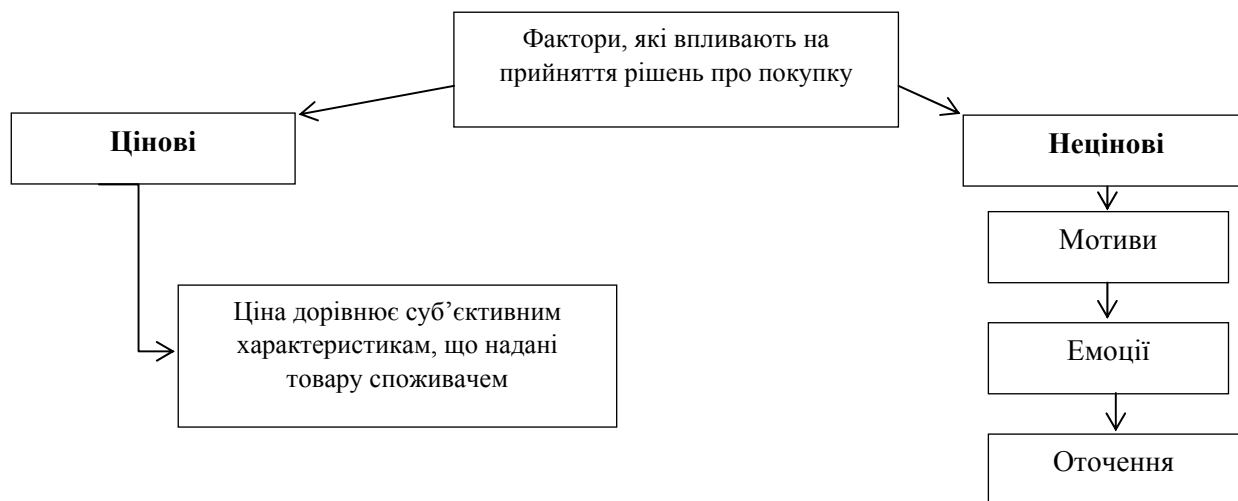 Фактори, які впливають на
прийняття рішень про покупку
Цінові
Нецінові
Мотиви
Ціна дорівнює суб’єктивним
характеристикам, що надані
товару споживачем
Емоції
Оточення